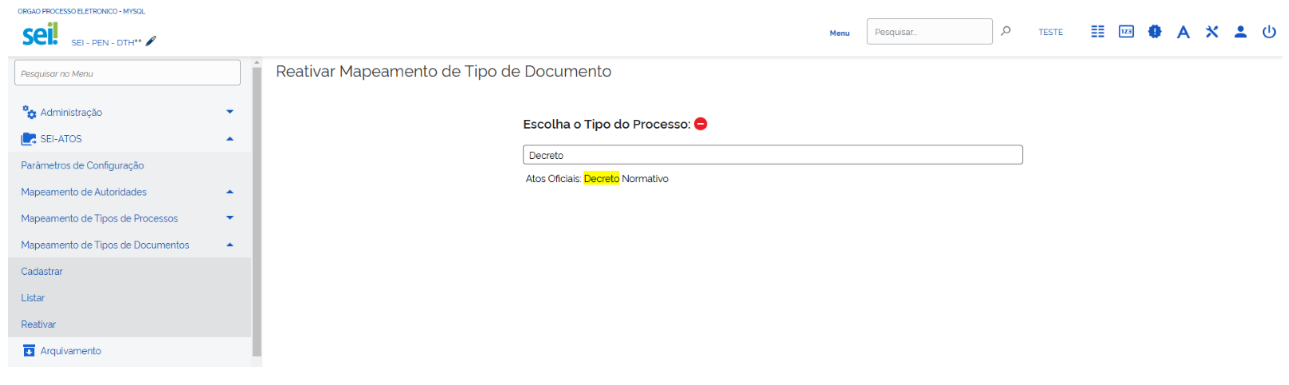 ORGAO PROCESSO ELETRONICO - MYSQL
sei!
SEI - PEN - DTH**
Menu
Pesquisar...
TESTE
123
A
Pesquisar no Menu
Administração
SEI-ATOS
Parâmetros de Configuração
Mapeamento de Autoridades
Mapeamento de Tipos de Processos
Mapeamento de Tipos de Documentos
Cadastrar
Listar
Reativar
Arquivamento
Reativar Mapeamento de Tipo de Documento
Escolha o Tipo do Processo:
Decreto
Atos Oficiais: Decreto Normativo